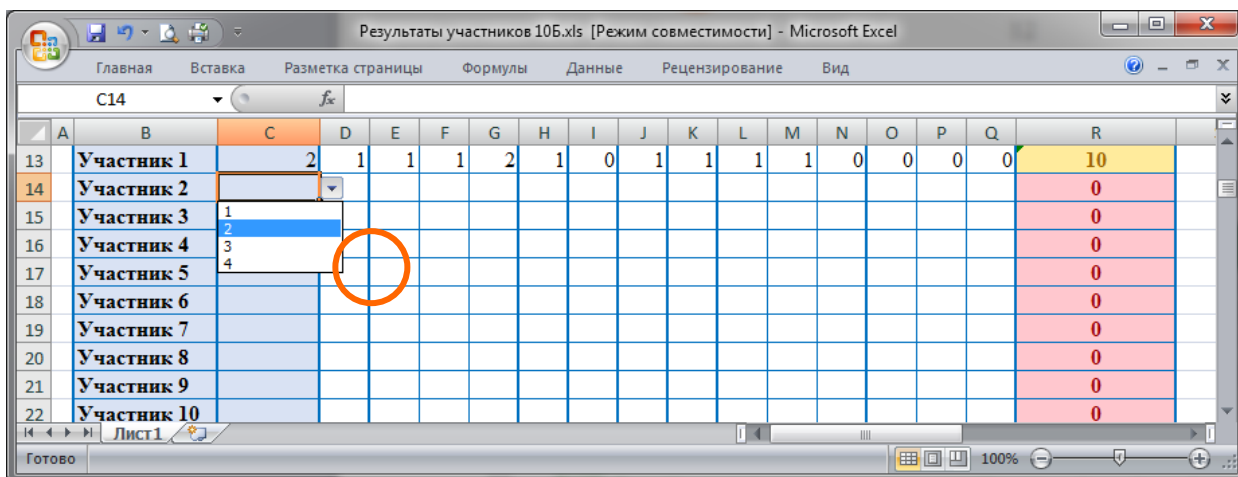 Результаты участников 10Б.xls [Режим совместимости] - Microsoft Excel
Главная Вставка Разметка страницы Формулы Данные Рецензирование Вид
C14 fx
A B C D E F G H I J K L M N O P Q R
13 Участник 1 2 1 1 1 2 1 0 1 1 1 1 0 0 0 0 10
14 Участник 2 0
15 Участник 3 1 0
2
16 Участник 4 3 0
17 Участник 5 4 0
18 Участник 6 0
19 Участник 7 0
20 Участник 8 0
21 Участник 9 0
22 Участник 10 0
Лист1
Готово 100%